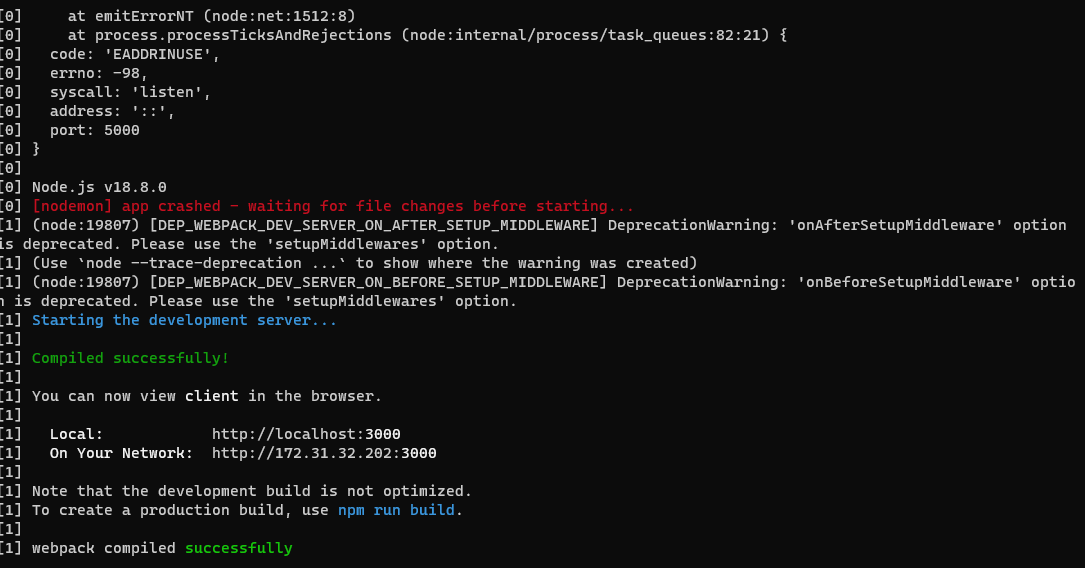 [0]     at emitErrorNT (node:net:1512:8)
[0]     at process.processTicksAndRejections (node:internal/process/task_queues:82:21) {
[0]   code: 'EADDRINUSE',
[0]   errno: -98,
[0]   syscall: 'listen',
[0]   address: '::',
[0]   port: 5000
[0] }
[0]
[0] Node.js v18.8.0
[0] [nodemon] app crashed - waiting for file changes before starting...
[1] (node:19807) [DEP_WEBPACK_DEV_SERVER_ON_AFTER_SETUP_MIDDLEWARE] DeprecationWarning: 'onAfterSetupMiddleware' option
is deprecated. Please use the 'setupMiddlewares' option.
[1] (Use `node --trace-deprecation ...` to show where the warning was created)
[1] (node:19807) [DEP_WEBPACK_DEV_SERVER_ON_BEFORE_SETUP_MIDDLEWARE] DeprecationWarning: 'onBeforeSetupMiddleware' optio
n is deprecated. Please use the 'setupMiddlewares' option.
[1] Starting the development server...
[1]
[1] Compiled successfully!
[1]
[1] You can now view client in the browser.
[1]
[1]   Local:            http://localhost:3000
[1]   On Your Network:  http://172.31.32.202:3000
[1]
[1] Note that the development build is not optimized.
[1] To create a production build, use npm run build.
[1]
[1] webpack compiled successfully